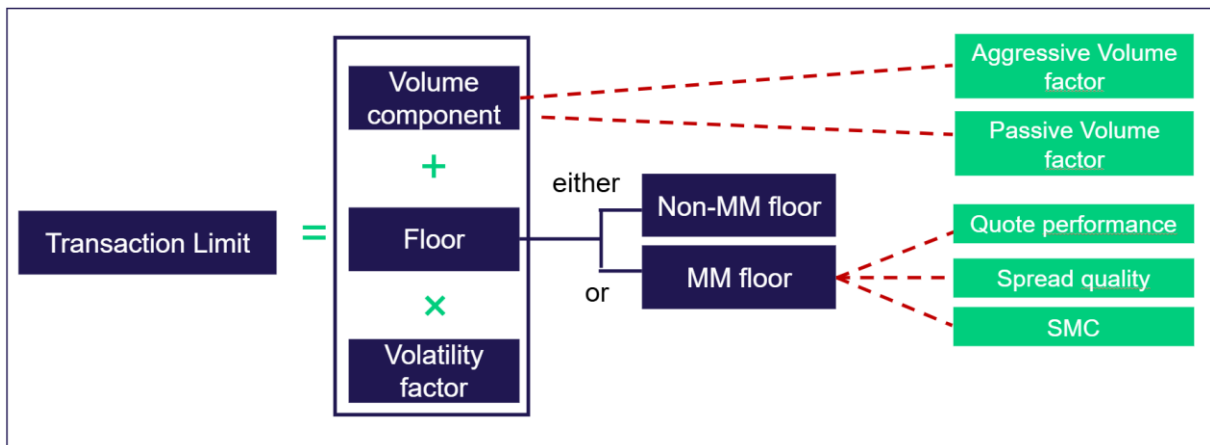 Volume
component
+
Floor
×
Volatility
factor
Transaction Limit
=
either
or
Non-MM floor
MM floor
Aggressive Volume
factor
Passive Volume
factor
Quote performance
Spread quality
SMC